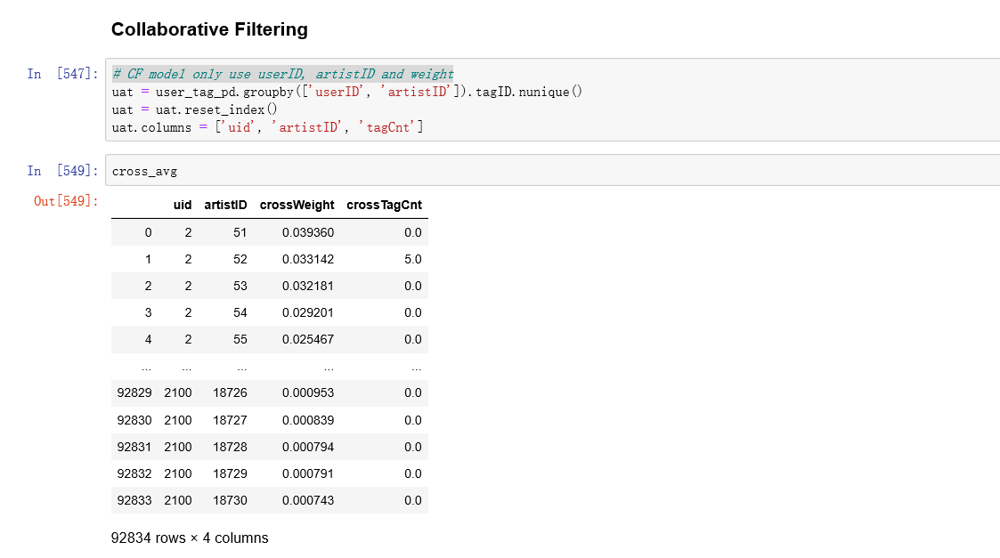 Collaborative Filtering
In [547]:
# CF model only use userID, artistID and weight
uat = user_tag_pd.groupby(['userID', 'artistID']).tagID.nunique()
uat = uat.reset_index()
uat.columns = ['uid', 'artistID', 'tagCnt']
In [549]:
cross_avg
Out[549]:
uid artistID crossWeight crossTagCnt
0 2 51 0.039360 0.0
1 2 52 0.033142 5.0
2 2 53 0.032181 0.0
3 2 54 0.029201 0.0
4 2 55 0.025467 0.0
... ... ... ... ...
92829 2100 18726 0.000953 0.0
92830 2100 18727 0.000839 0.0
92831 2100 18728 0.000794 0.0
92832 2100 18729 0.000791 0.0
92833 2100 18730 0.000743 0.0
92834 rows × 4 columns